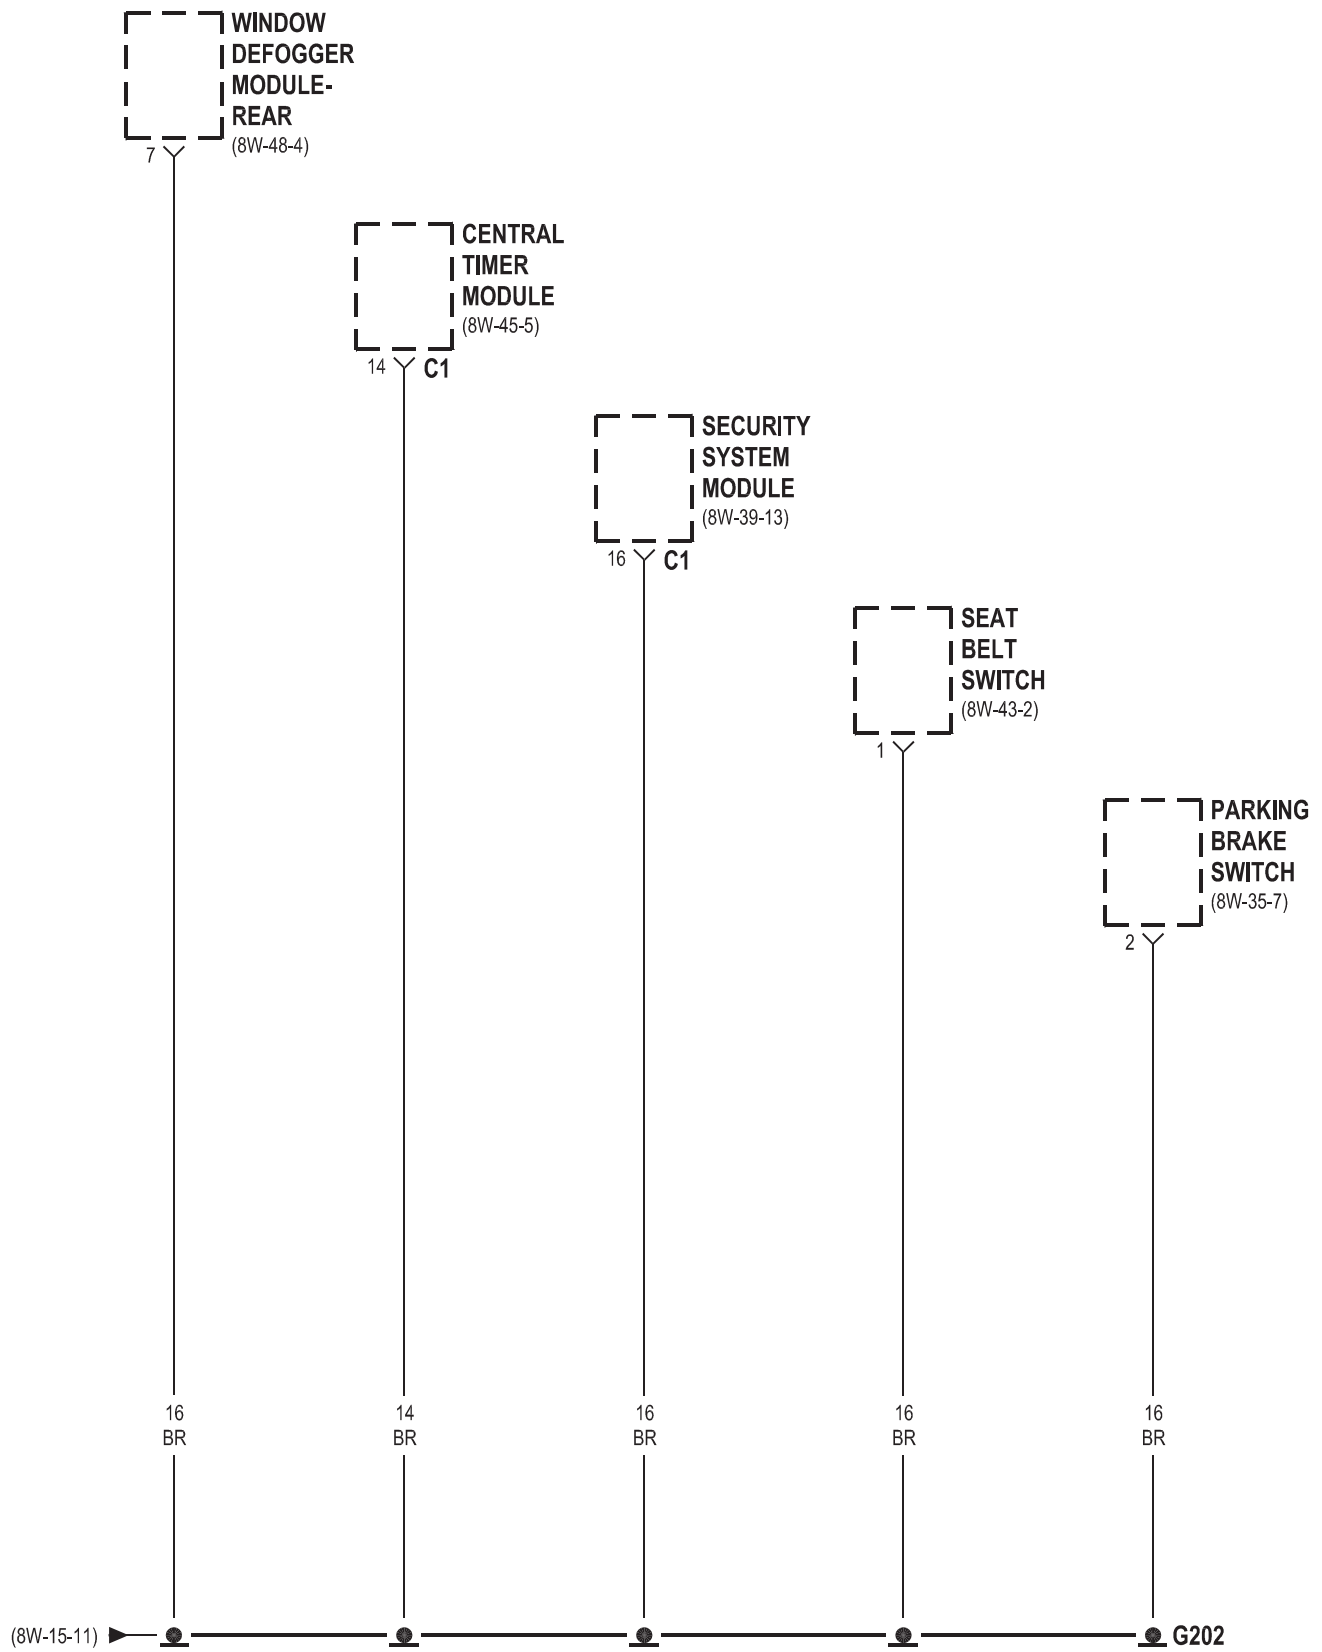 WINDOW
DEFOGGER
MODULE-
REAR
(8W-48-4)
7
CENTRAL
TIMER
MODULE
(8W-45-5)
14
C1
SECURITY
SYSTEM
MODULE
(8W-39-13)
16
C1
SEAT
BELT
SWITCH
(8W-43-2)
1
PARKING
BRAKE
SWITCH
(8W-35-7)
2
16
BR
14
BR
16
BR
16
BR
16
BR
(8W-15-11)
G202